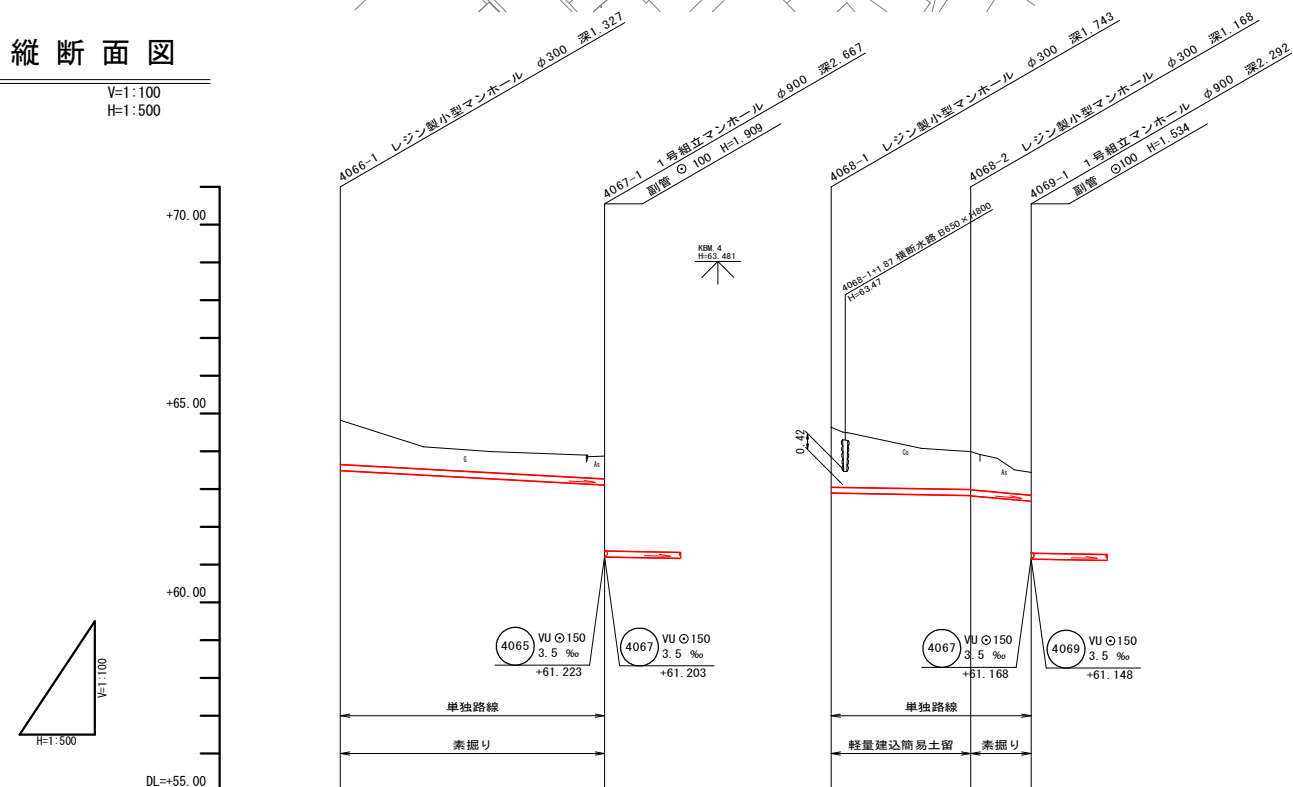 縦断面図
V=1:100
H=1:500
4066-1 レジン製小型マンホール φ300 深1.327
4067-1 1号組立マンホール φ900 深2.667
副管 ⊙ 100 H=1.909
4068-1 レジン製小型マンホール φ300 深1.743
4068-2 レジン製小型マンホール φ300 深1.168
4069-1 1号組立マンホール φ900 深2.292
副管 ⊙100 H=1.534
4068-1+1.87 横断水路 B650×H800
H=63.47
KBM.4
H=63.481
+70.00
+65.00
+60.00
DL=+55.00
0.42
G
As
Co
As
4065 VU⊙150
3.5 ‰
+61.223
4067 VU⊙150
3.5 ‰
+61.203
4067 VU⊙150
3.5 ‰
+61.168
4069 VU⊙150
3.5 ‰
+61.148
V=1:100
H=1:500
単独路線
単独路線
素掘り
軽量建込簡易土留
素掘り